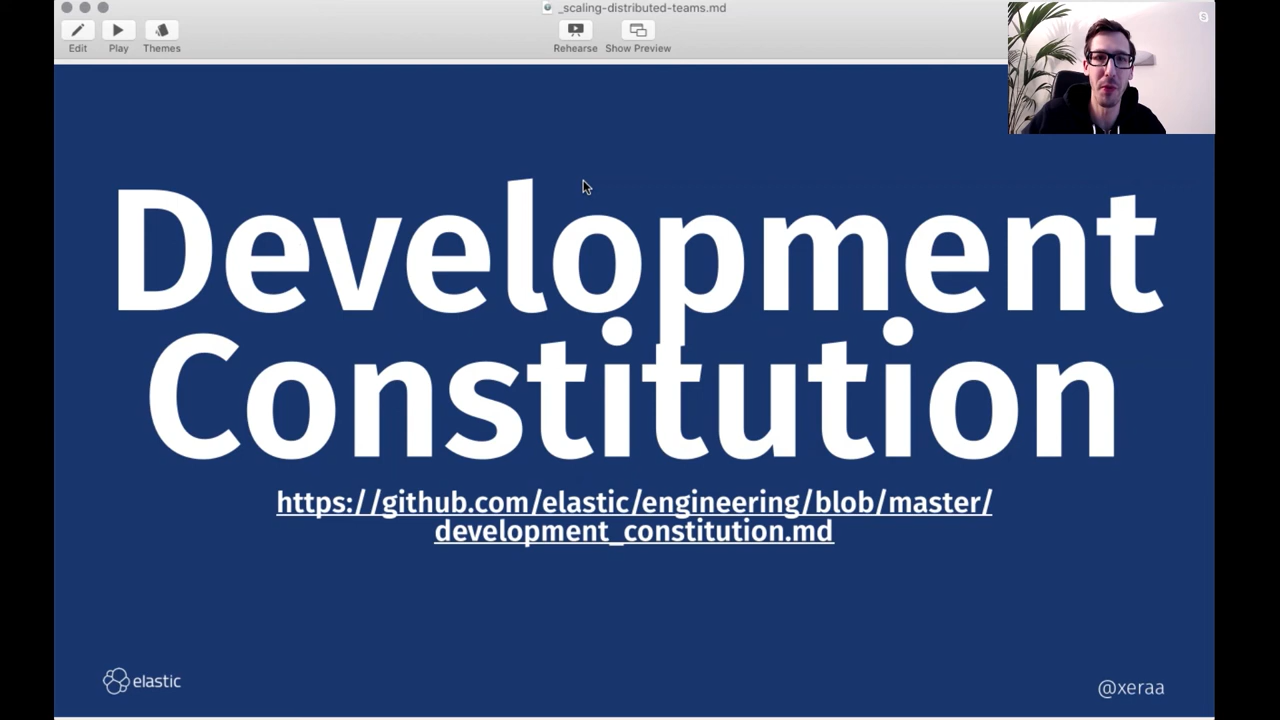 _scaling-distributed-teams.md
Edit Play Themes Rehearse Show Preview
Development
Constitution
https://github.com/elastic/engineering/blob/master/
development_constitution.md
elastic
@xeraa